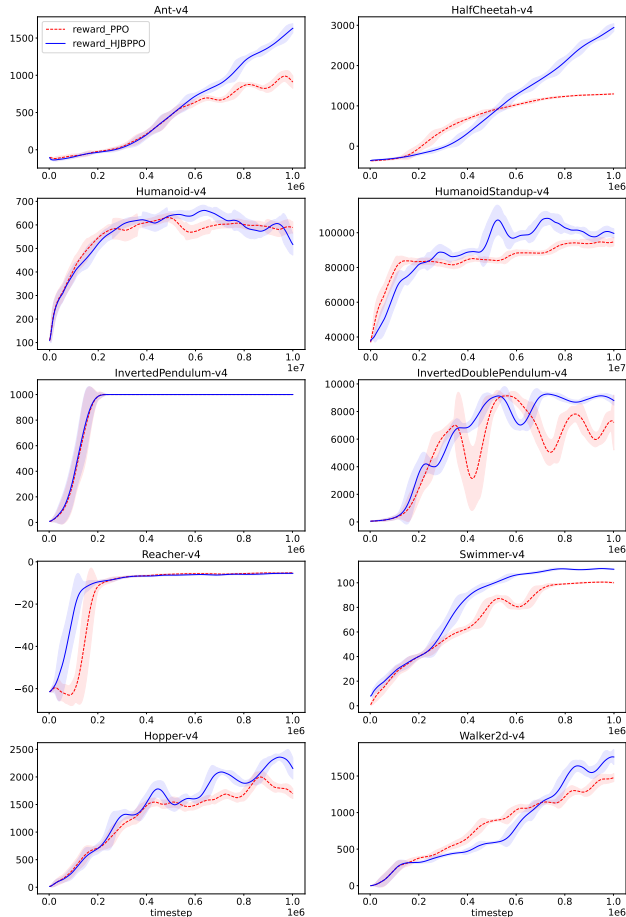 Ant-v4
reward_PPO
reward_HJBPPO
1500
1000
500
0
0.0 0.2 0.4 0.6 0.8 1.0
1e6
HalfCheetah-v4
3000
2000
1000
0
0.0 0.2 0.4 0.6 0.8 1.0
1e6
Humanoid-v4
700
600
500
400
300
200
100
0.0 0.2 0.4 0.6 0.8 1.0
1e7
HumanoidStandup-v4
100000
80000
60000
40000
0.0 0.2 0.4 0.6 0.8 1.0
1e7
InvertedPendulum-v4
1000
800
600
400
200
0
0.0 0.2 0.4 0.6 0.8 1.0
1e6
InvertedDoublePendulum-v4
10000
8000
6000
4000
2000
0
0.0 0.2 0.4 0.6 0.8 1.0
1e6
Reacher-v4
0
−20
−40
−60
0.0 0.2 0.4 0.6 0.8 1.0
1e6
Swimmer-v4
100
80
60
40
20
0
0.0 0.2 0.4 0.6 0.8 1.0
1e6
Hopper-v4
2500
2000
1500
1000
500
0
0.0 0.2 0.4 0.6 0.8 1.0
timestep
1e6
Walker2d-v4
1500
1000
500
0
0.0 0.2 0.4 0.6 0.8 1.0
timestep
1e6